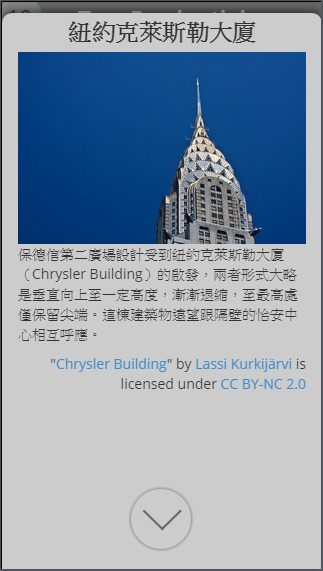 紐約克萊斯勒大廈
保德信第二廣場設計受到紐約克萊斯勒大廈
（Chrysler Building）的啟發，兩者形式大略
是垂直向上至一定高度，漸漸退縮，至最高處
僅保留尖端。這棟建築物遠望跟隔壁的怡安中
心相互呼應。
"Chrysler Building" by Lassi Kurkijärvi is
licensed under CC BY-NC 2.0